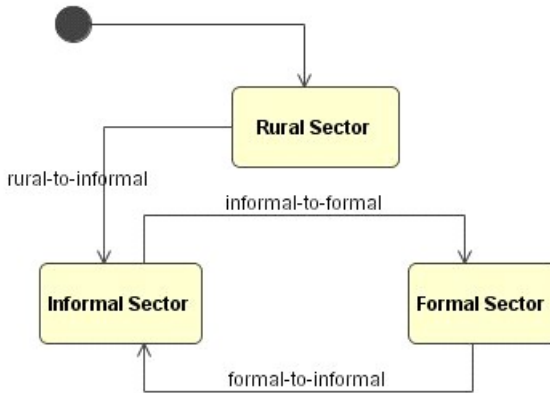 Rural Sector
rural-to-informal
informal-to-formal
Informal Sector
Formal Sector
formal-to-informal